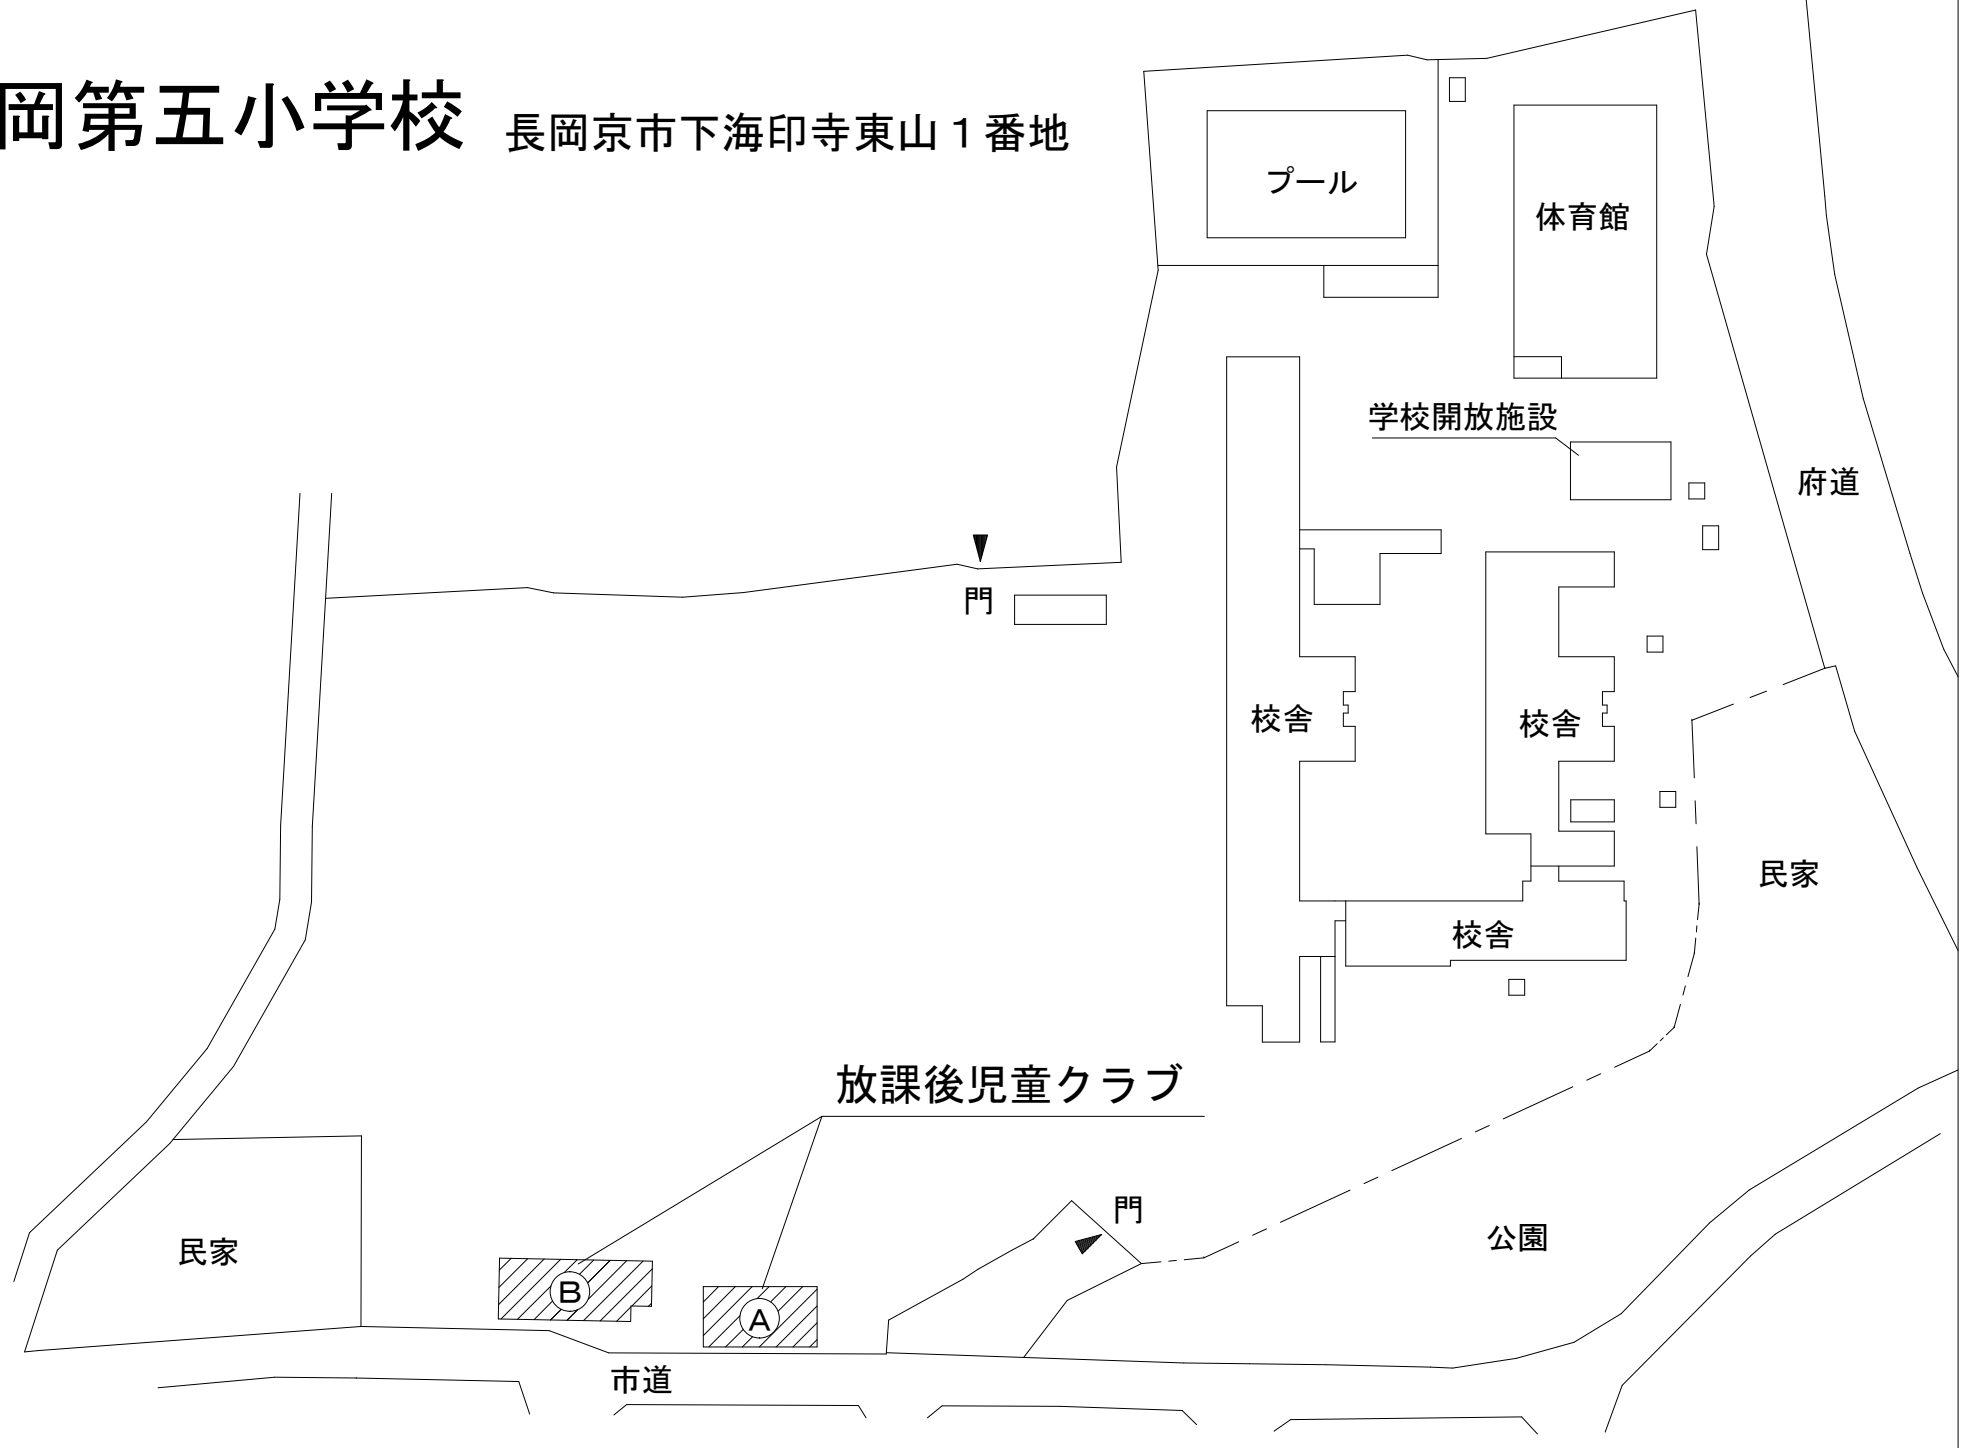 岡第五小学校 長岡京市下海印寺東山1番地
プール
体育館
学校開放施設
府道
門
校舎
校舎
民家
校舎
放課後児童クラブ
門
公園
民家
B
A
市道